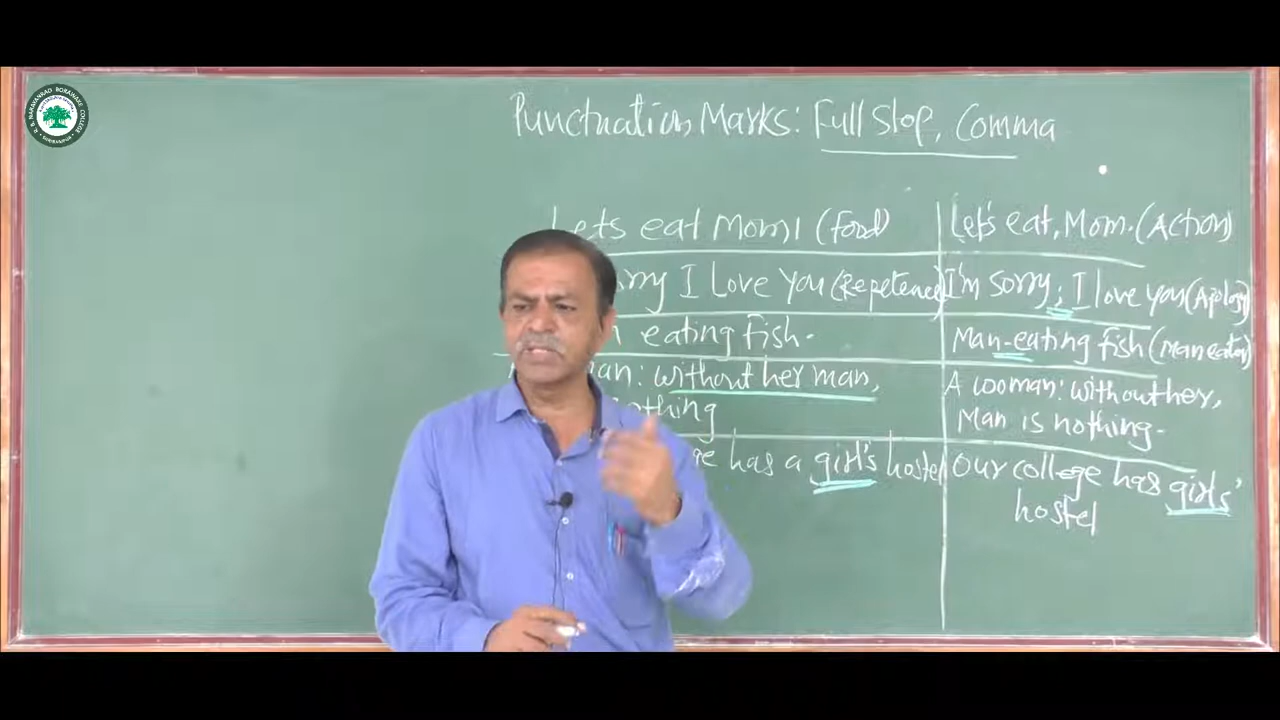 Punctuation Marks: Full Stop, Comma
Lets eat Mom! (Food)
Let's eat, Mom. (Action)
I Love You (Repetence)
I'm sorry; I love you (Apology)
eating fish.
Man-eating fish (Man eater)
without her man,
A wooman: without her,
Man is nothing.
has a girl's hostel
Our college has girls'
hostel